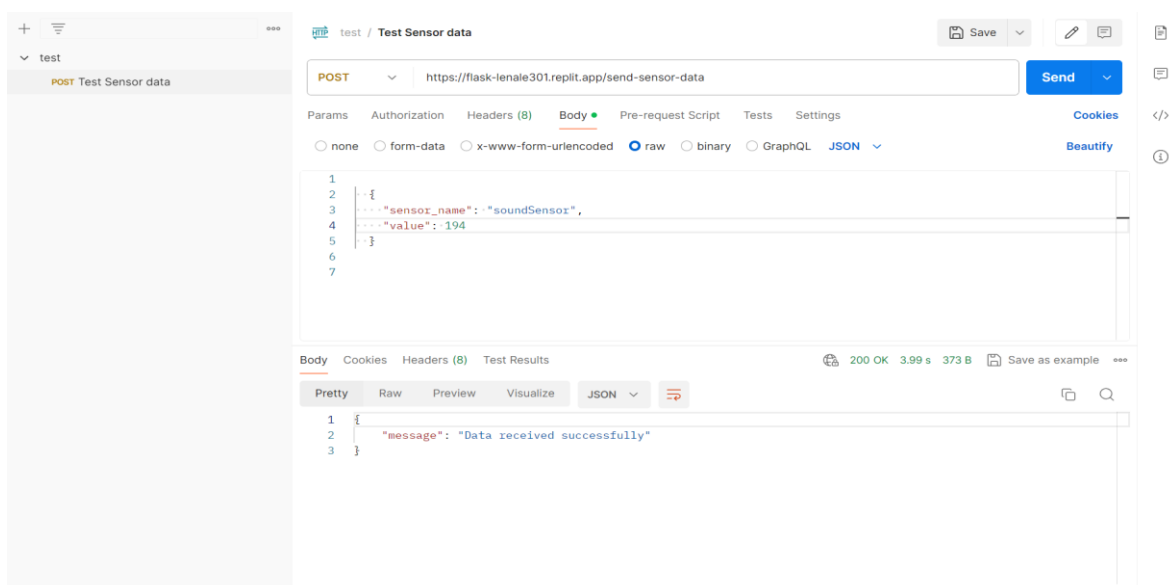 HTTP test / Test Sensor data Save
test
POST Test Sensor data
POST https://flask-lenale301.replit.app/send-sensor-data Send
Params Authorization Headers (8) Body Pre-request Script Tests Settings Cookies
none form-data x-www-form-urlencoded raw binary GraphQL JSON Beautify
1
2 {
3 "sensor_name": "soundSensor",
4 "value": 194
5 }
6
7
Body Cookies Headers (8) Test Results 200 OK 3.99 s 373 B Save as example
Pretty Raw Preview Visualize JSON
1 {
2 "message": "Data received successfully"
3 }